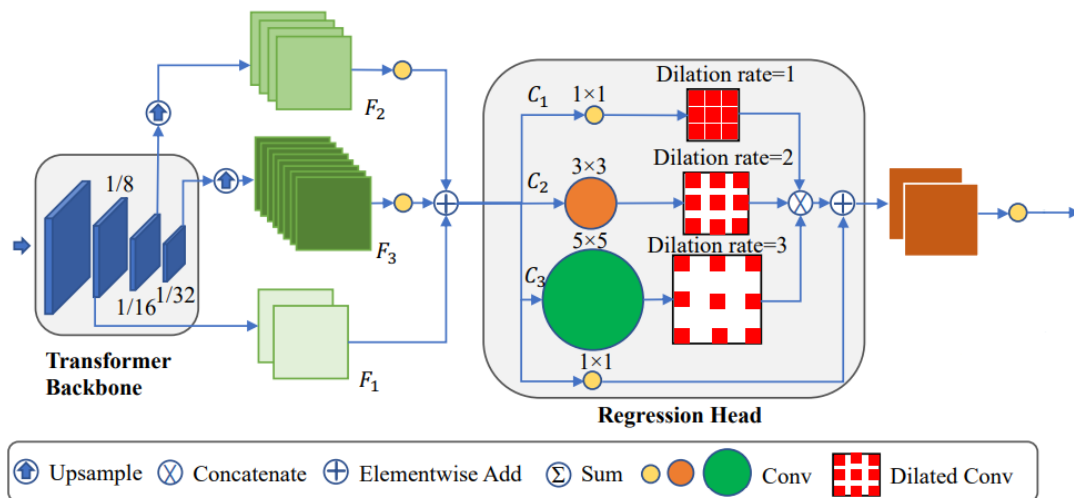 F₂
1/8
1/16
1/32
F₃
F₁
Transformer
Backbone
C₁
1×1
Dilation rate=1
C₂
3×3
Dilation rate=2
5×5
Dilation rate=3
C₃
1×1
Regression Head
Upsample
Concatenate
Elementwise Add
Σ Sum
Conv
Dilated Conv